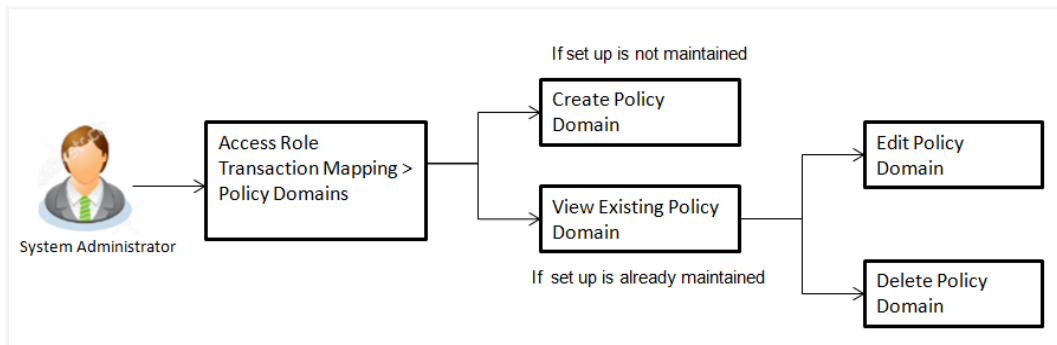 If set up is not maintained
Create Policy
Domain
Access Role
Transaction Mapping >
Policy Domains
Edit Policy
Domain
View Existing Policy
Domain
System Administrator
If set up is already maintained
Delete Policy
Domain